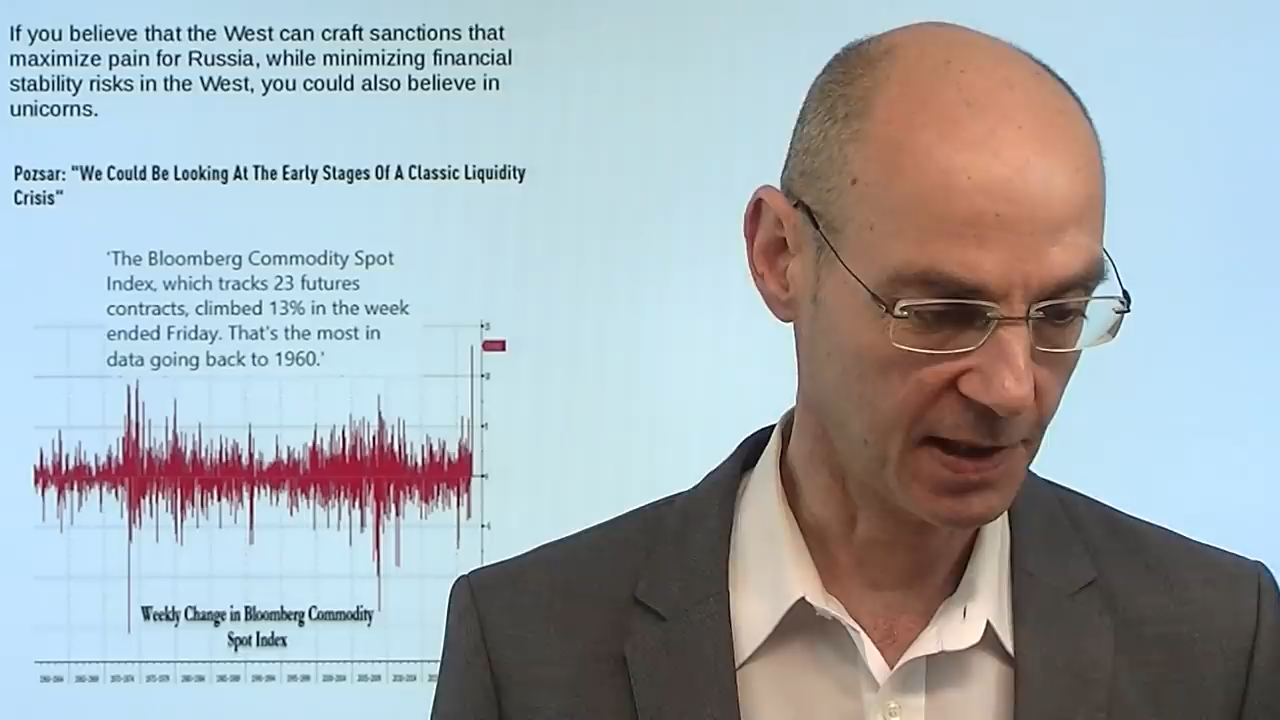 If you believe that the West can craft sanctions that
maximize pain for Russia, while minimizing financial
stability risks in the West, you could also believe in
unicorns.
Pozsar: "We Could Be Looking At The Early Stages Of A Classic Liquidity
Crisis"
'The Bloomberg Commodity Spot
Index, which tracks 23 futures
contracts, climbed 13% in the week
ended Friday. That's the most in
data going back to 1960.'
Weekly Change in Bloomberg Commodity
Spot Index